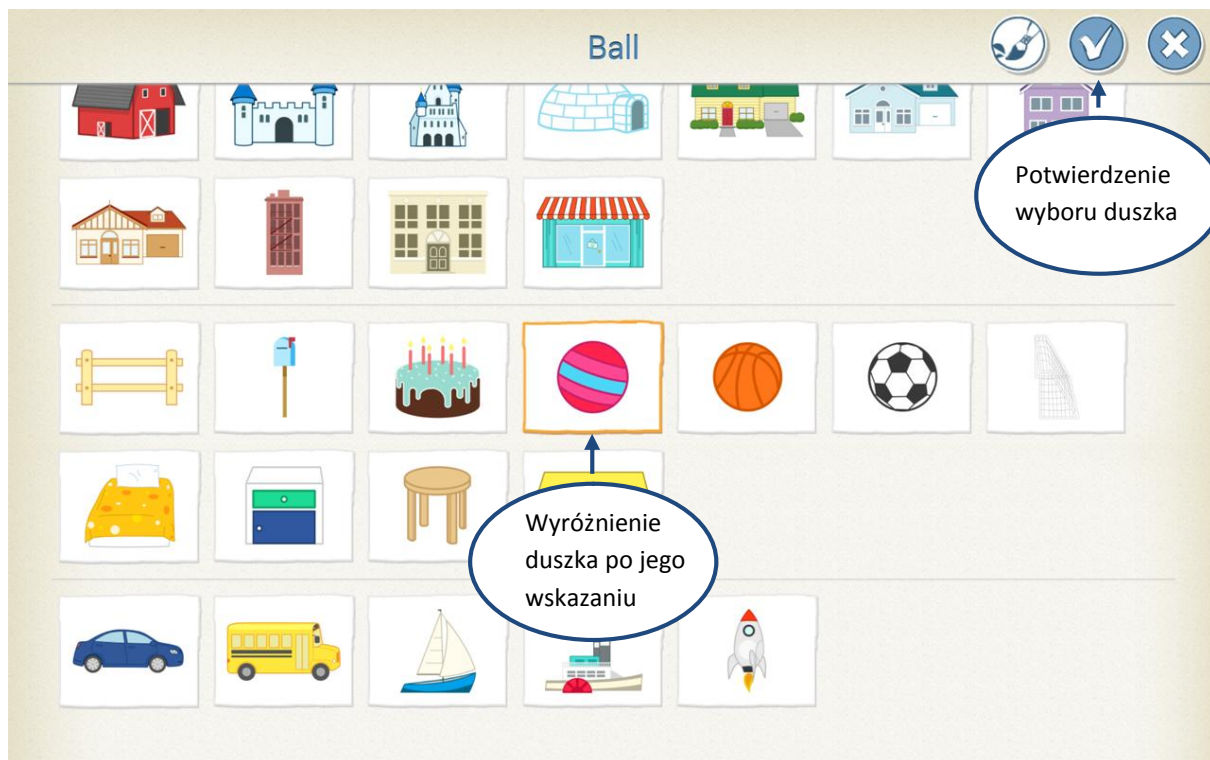 Ball
Potwierdzenie
wyboru duszka
Wyróżnienie
duszka po jego
wskazaniu